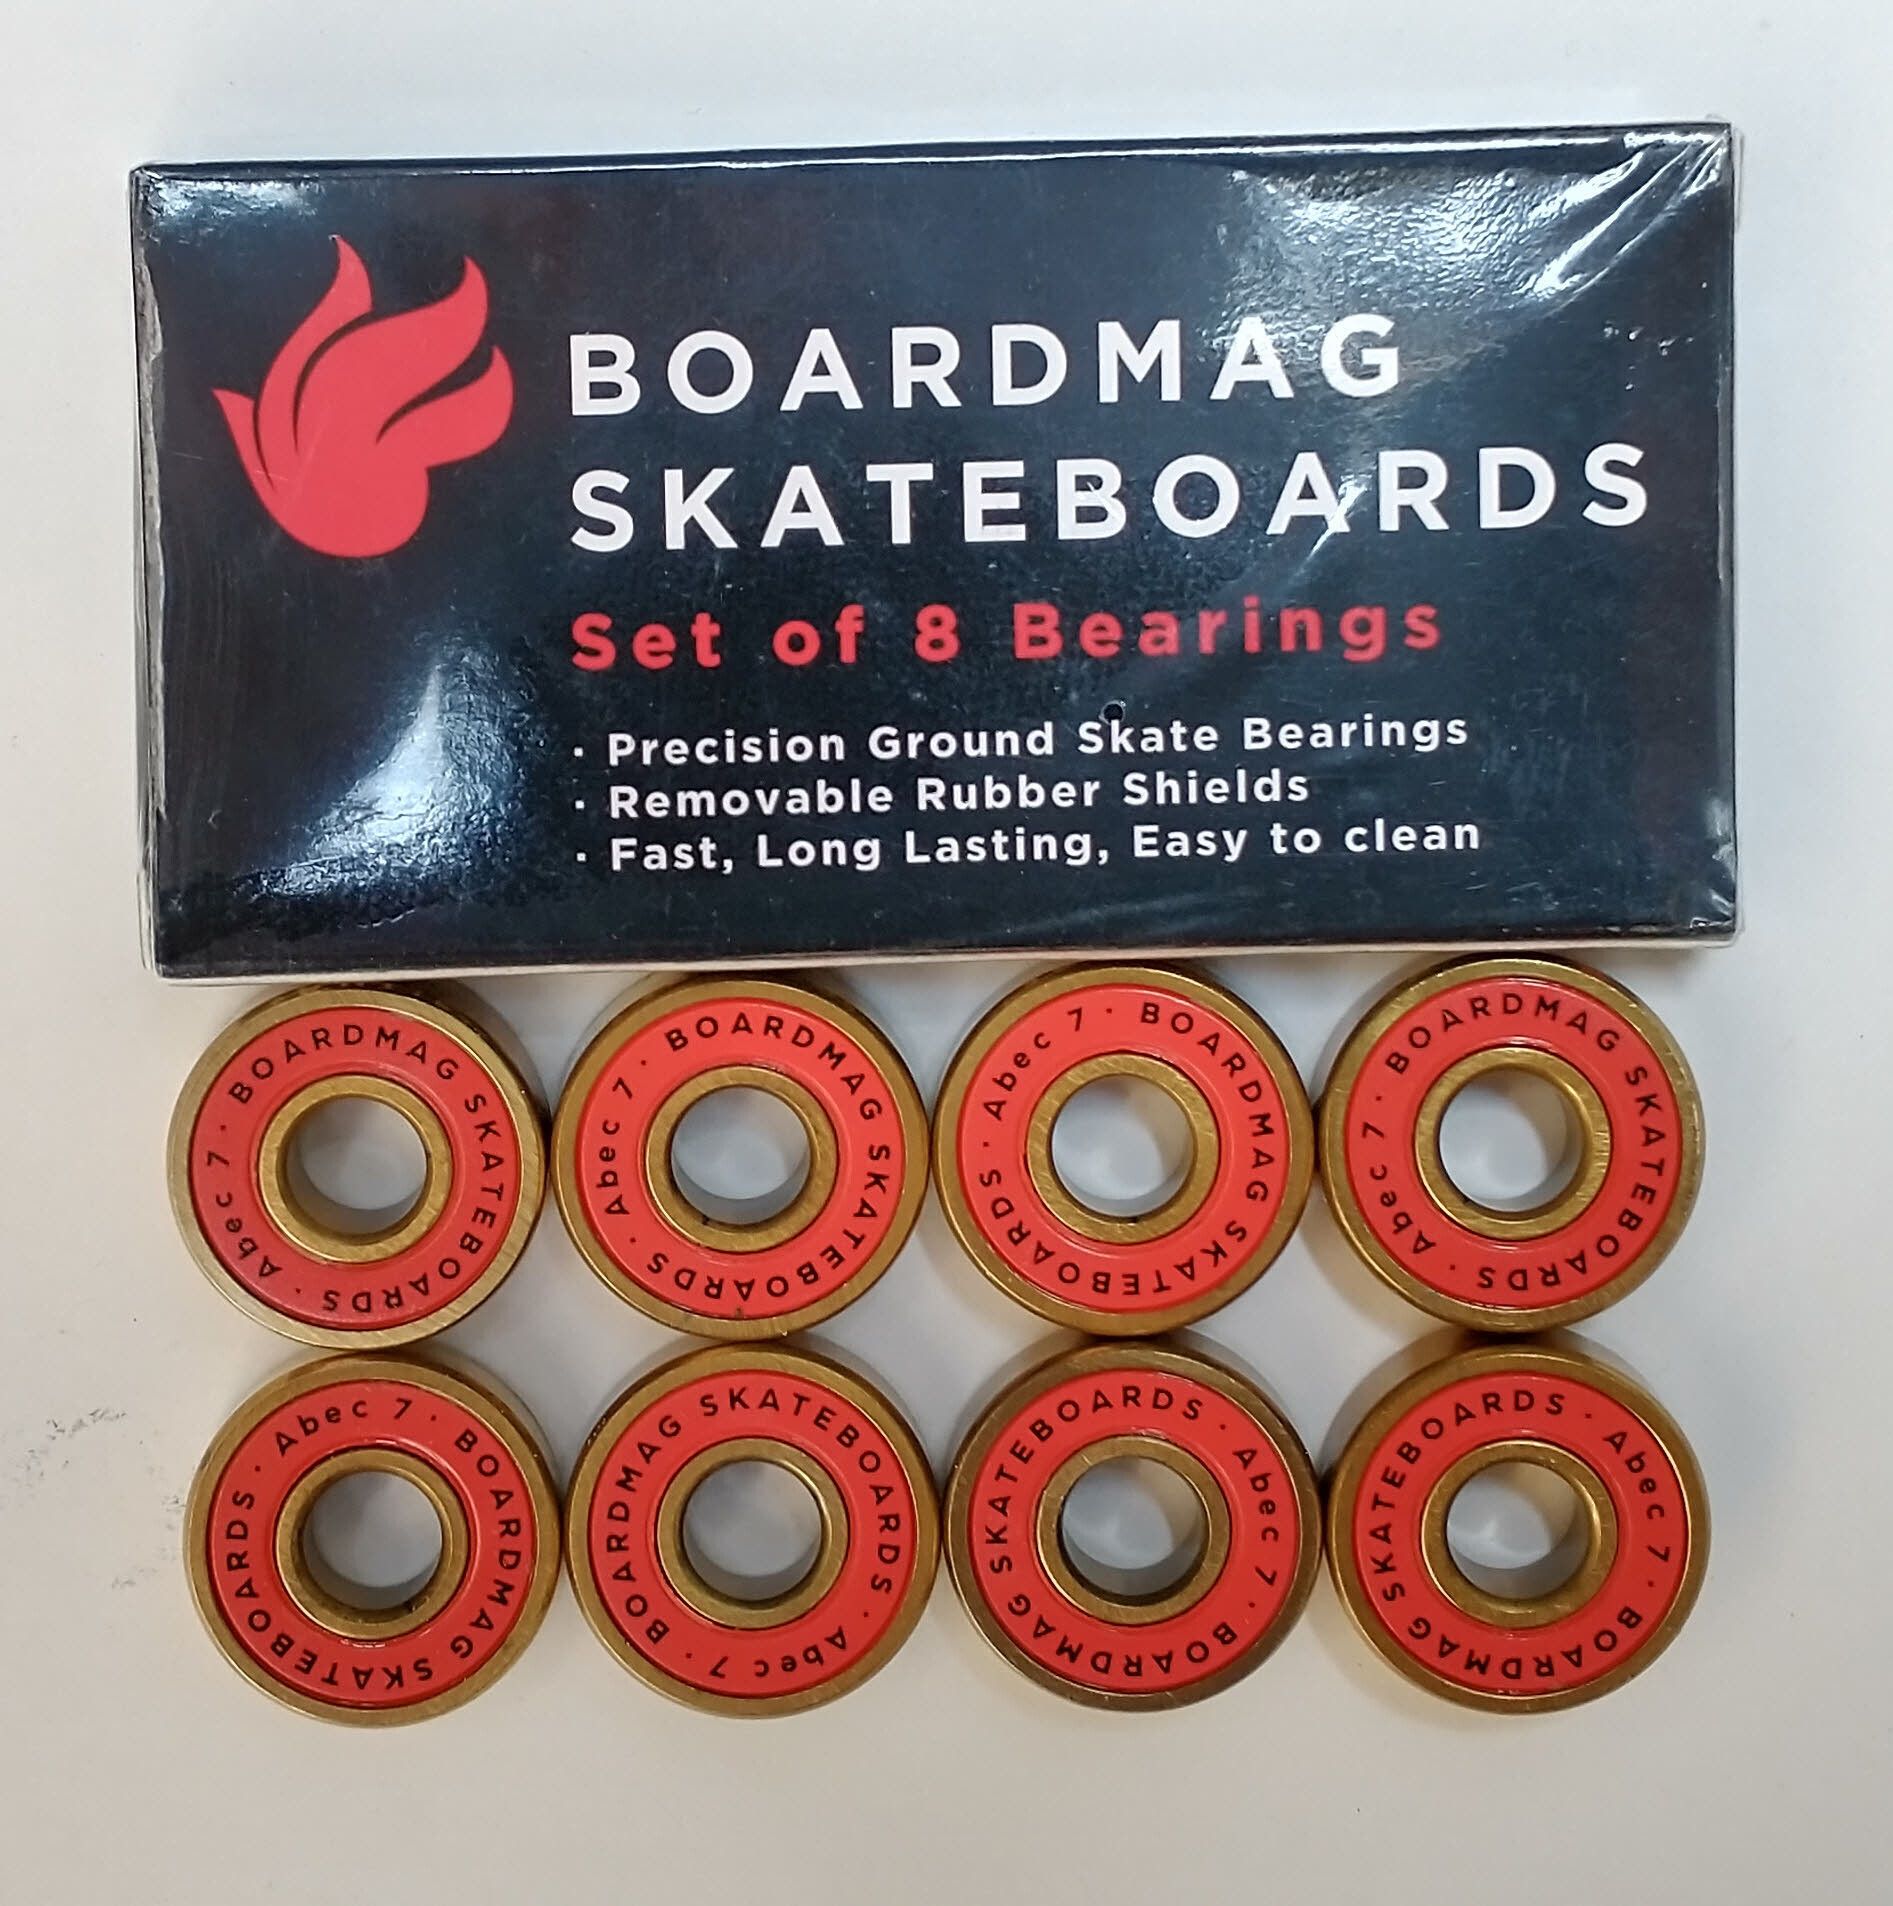 BOARDMAG
SKATEBOARDS
Set of 8 Bearings
· Precision Ground Skate Bearings
· Removable Rubber Shields
· Fast, Long Lasting, Easy to clean
Abec 7 · BOARDMAG SKATEBOARDS ·
Abec 7 · BOARDMAG SKATEBOARDS ·
Abec 7 · BOARDMAG SKATEBOARDS ·
Abec 7 · BOARDMAG SKATEBOARDS ·
Abec 7 · BOARDMAG SKATEBOARDS ·
BOARDMAG SKATEBOARDS · Abec 7 ·
BOARDMAG SKATEBOARDS · Abec 7 ·
BOARDMAG SKATEBOARDS · Abec 7 ·